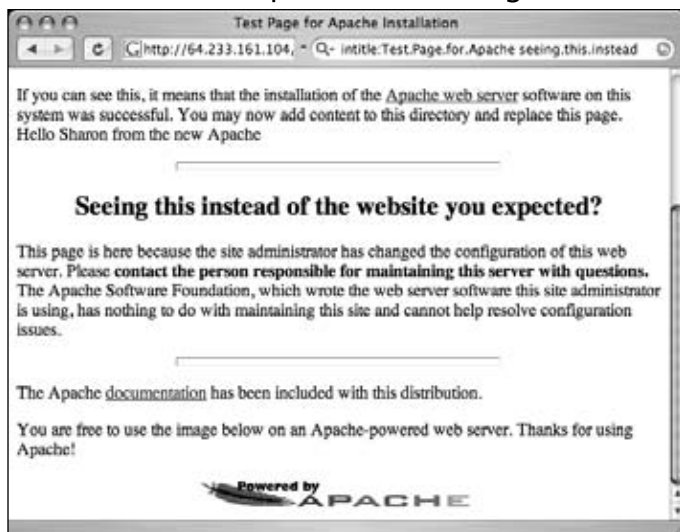 Test Page for Apache Installation
http://64.233.161.104, intitle:Test.Page.for.Apache seeing.this.instead
If you can see this, it means that the installation of the Apache web server software on this
system was successful. You may now add content to this directory and replace this page.
Hello Sharon from the new Apache
Seeing this instead of the website you expected?
This page is here because the site administrator has changed the configuration of this web
server. Please contact the person responsible for maintaining this server with questions.
The Apache Software Foundation, which wrote the web server software this site administrator
is using, has nothing to do with maintaining this site and cannot help resolve configuration
issues.
The Apache documentation has been included with this distribution.
You are free to use the image below on an Apache-powered web server. Thanks for using
Apache!
Powered by
APACHE